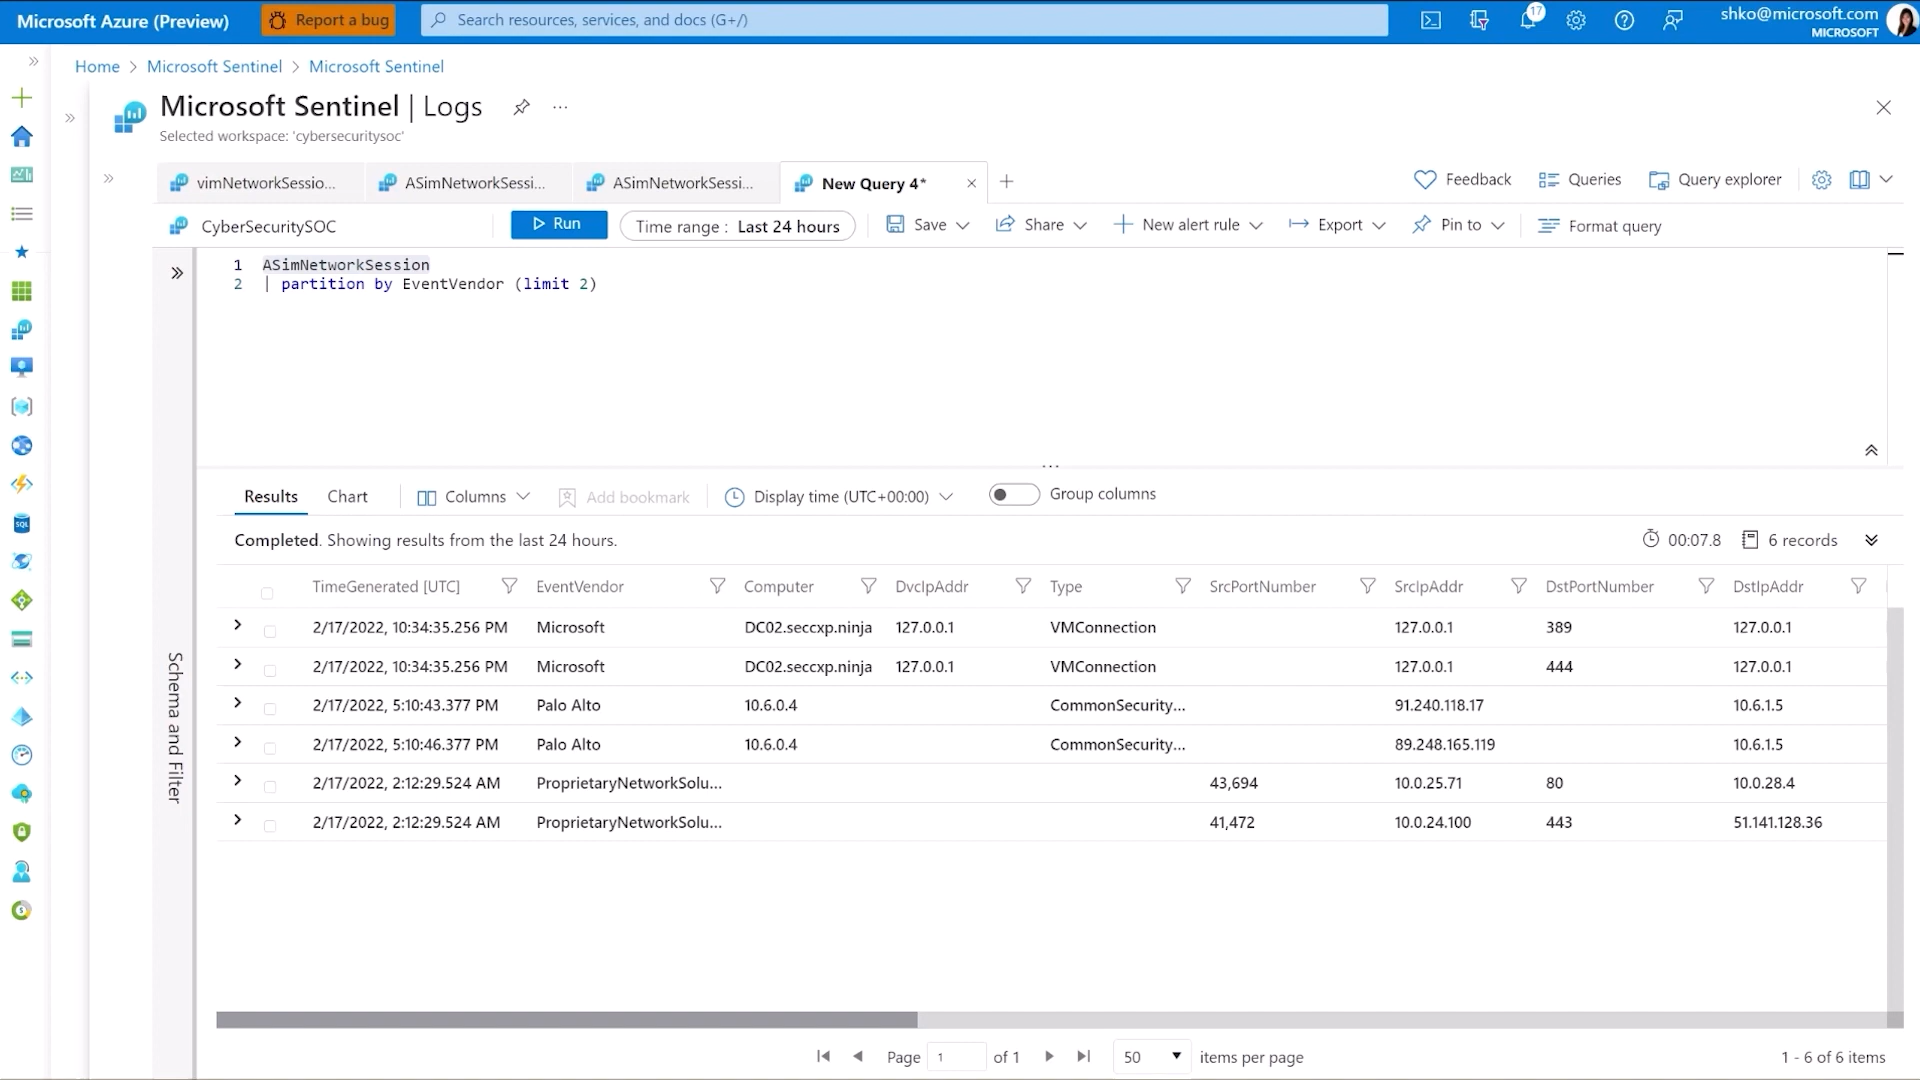 Microsoft Azure (Preview) Report a bug Search resources, services, and docs (G+/) 17 shko@microsoft.com
MICROSOFT
Home > Microsoft Sentinel > Microsoft Sentinel
Microsoft Sentinel | Logs ...
Selected workspace: 'cybersecuritysoc'
vimNetworkSessio... ASimNetworkSessi... ASimNetworkSessi... New Query 4* Feedback Queries Query explorer
CyberSecuritySOC Run Time range : Last 24 hours Save Share New alert rule Export Pin to Format query
1 ASimNetworkSession
2 | partition by EventVendor (limit 2)
Schema and Filter
Results Chart Columns Add bookmark Display time (UTC+00:00) Group columns
Completed. Showing results from the last 24 hours. 00:07.8 6 records
TimeGenerated [UTC] EventVendor Computer DvcIpAddr Type SrcPortNumber SrcIpAddr DstPortNumber DstIpAddr
2/17/2022, 10:34:35.256 PM Microsoft DC02.seccxp.ninja 127.0.0.1 VMConnection 127.0.0.1 389 127.0.0.1
2/17/2022, 10:34:35.256 PM Microsoft DC02.seccxp.ninja 127.0.0.1 VMConnection 127.0.0.1 444 127.0.0.1
2/17/2022, 5:10:43.377 PM Palo Alto 10.6.0.4 CommonSecurity... 91.240.118.17 10.6.1.5
2/17/2022, 5:10:46.377 PM Palo Alto 10.6.0.4 CommonSecurity... 89.248.165.119 10.6.1.5
2/17/2022, 2:12:29.524 AM ProprietaryNetworkSolu... 43,694 10.0.25.71 80 10.0.28.4
2/17/2022, 2:12:29.524 AM ProprietaryNetworkSolu... 41,472 10.0.24.100 443 51.141.128.36
Page 1 of 1 50 items per page 1 - 6 of 6 items